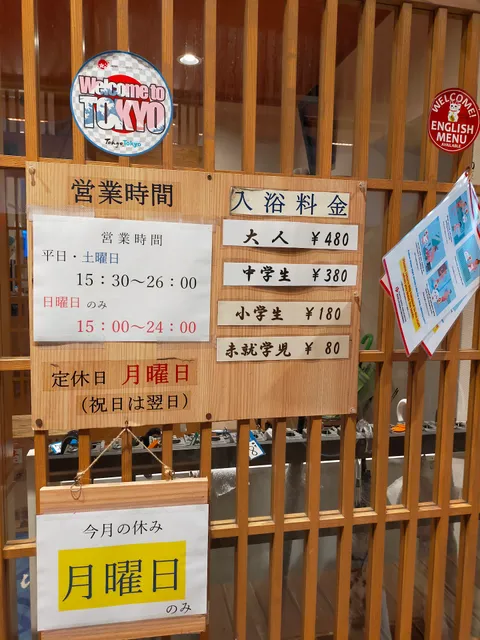 Welcome to
TOKYO
Tokyo Tokyo
WELCOME!
ENGLISH
MENU
AVAILABLE
営業時間
営業時間
平日・土曜日
15：30～26：00
日曜日 のみ
15：00～24：00
定休日 月曜日
（祝日は翌日）
入浴料金
大人 ￥480
中学生 ￥380
小学生 ￥180
未就学児 ￥ 80
今月の休み
月曜日
のみ